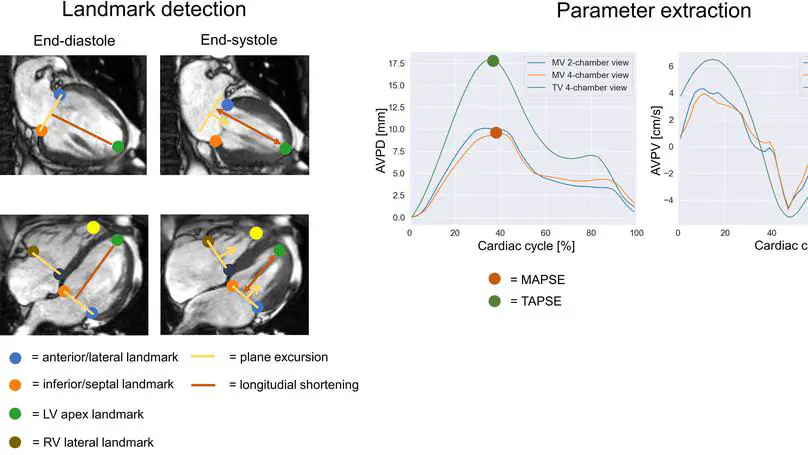 Landmark detection
Parameter extraction
End-diastole
End-systole
17.5
15.0
12.5
10.0
7.5
5.0
2.5
0.0
AVPD [mm]
MV 2-chamber view
MV 4-chamber view
TV 4-chamber view
0 20 40 60 80 100
Cardiac cycle [%]
6
4
2
0
−2
−4
AVPV [cm/s]
0 20 40
Cardiac c
= MAPSE
= TAPSE
= anterior/lateral landmark
= plane excursion
= inferior/septal landmark
= longitudial shortening
= LV apex landmark
= RV lateral landmark